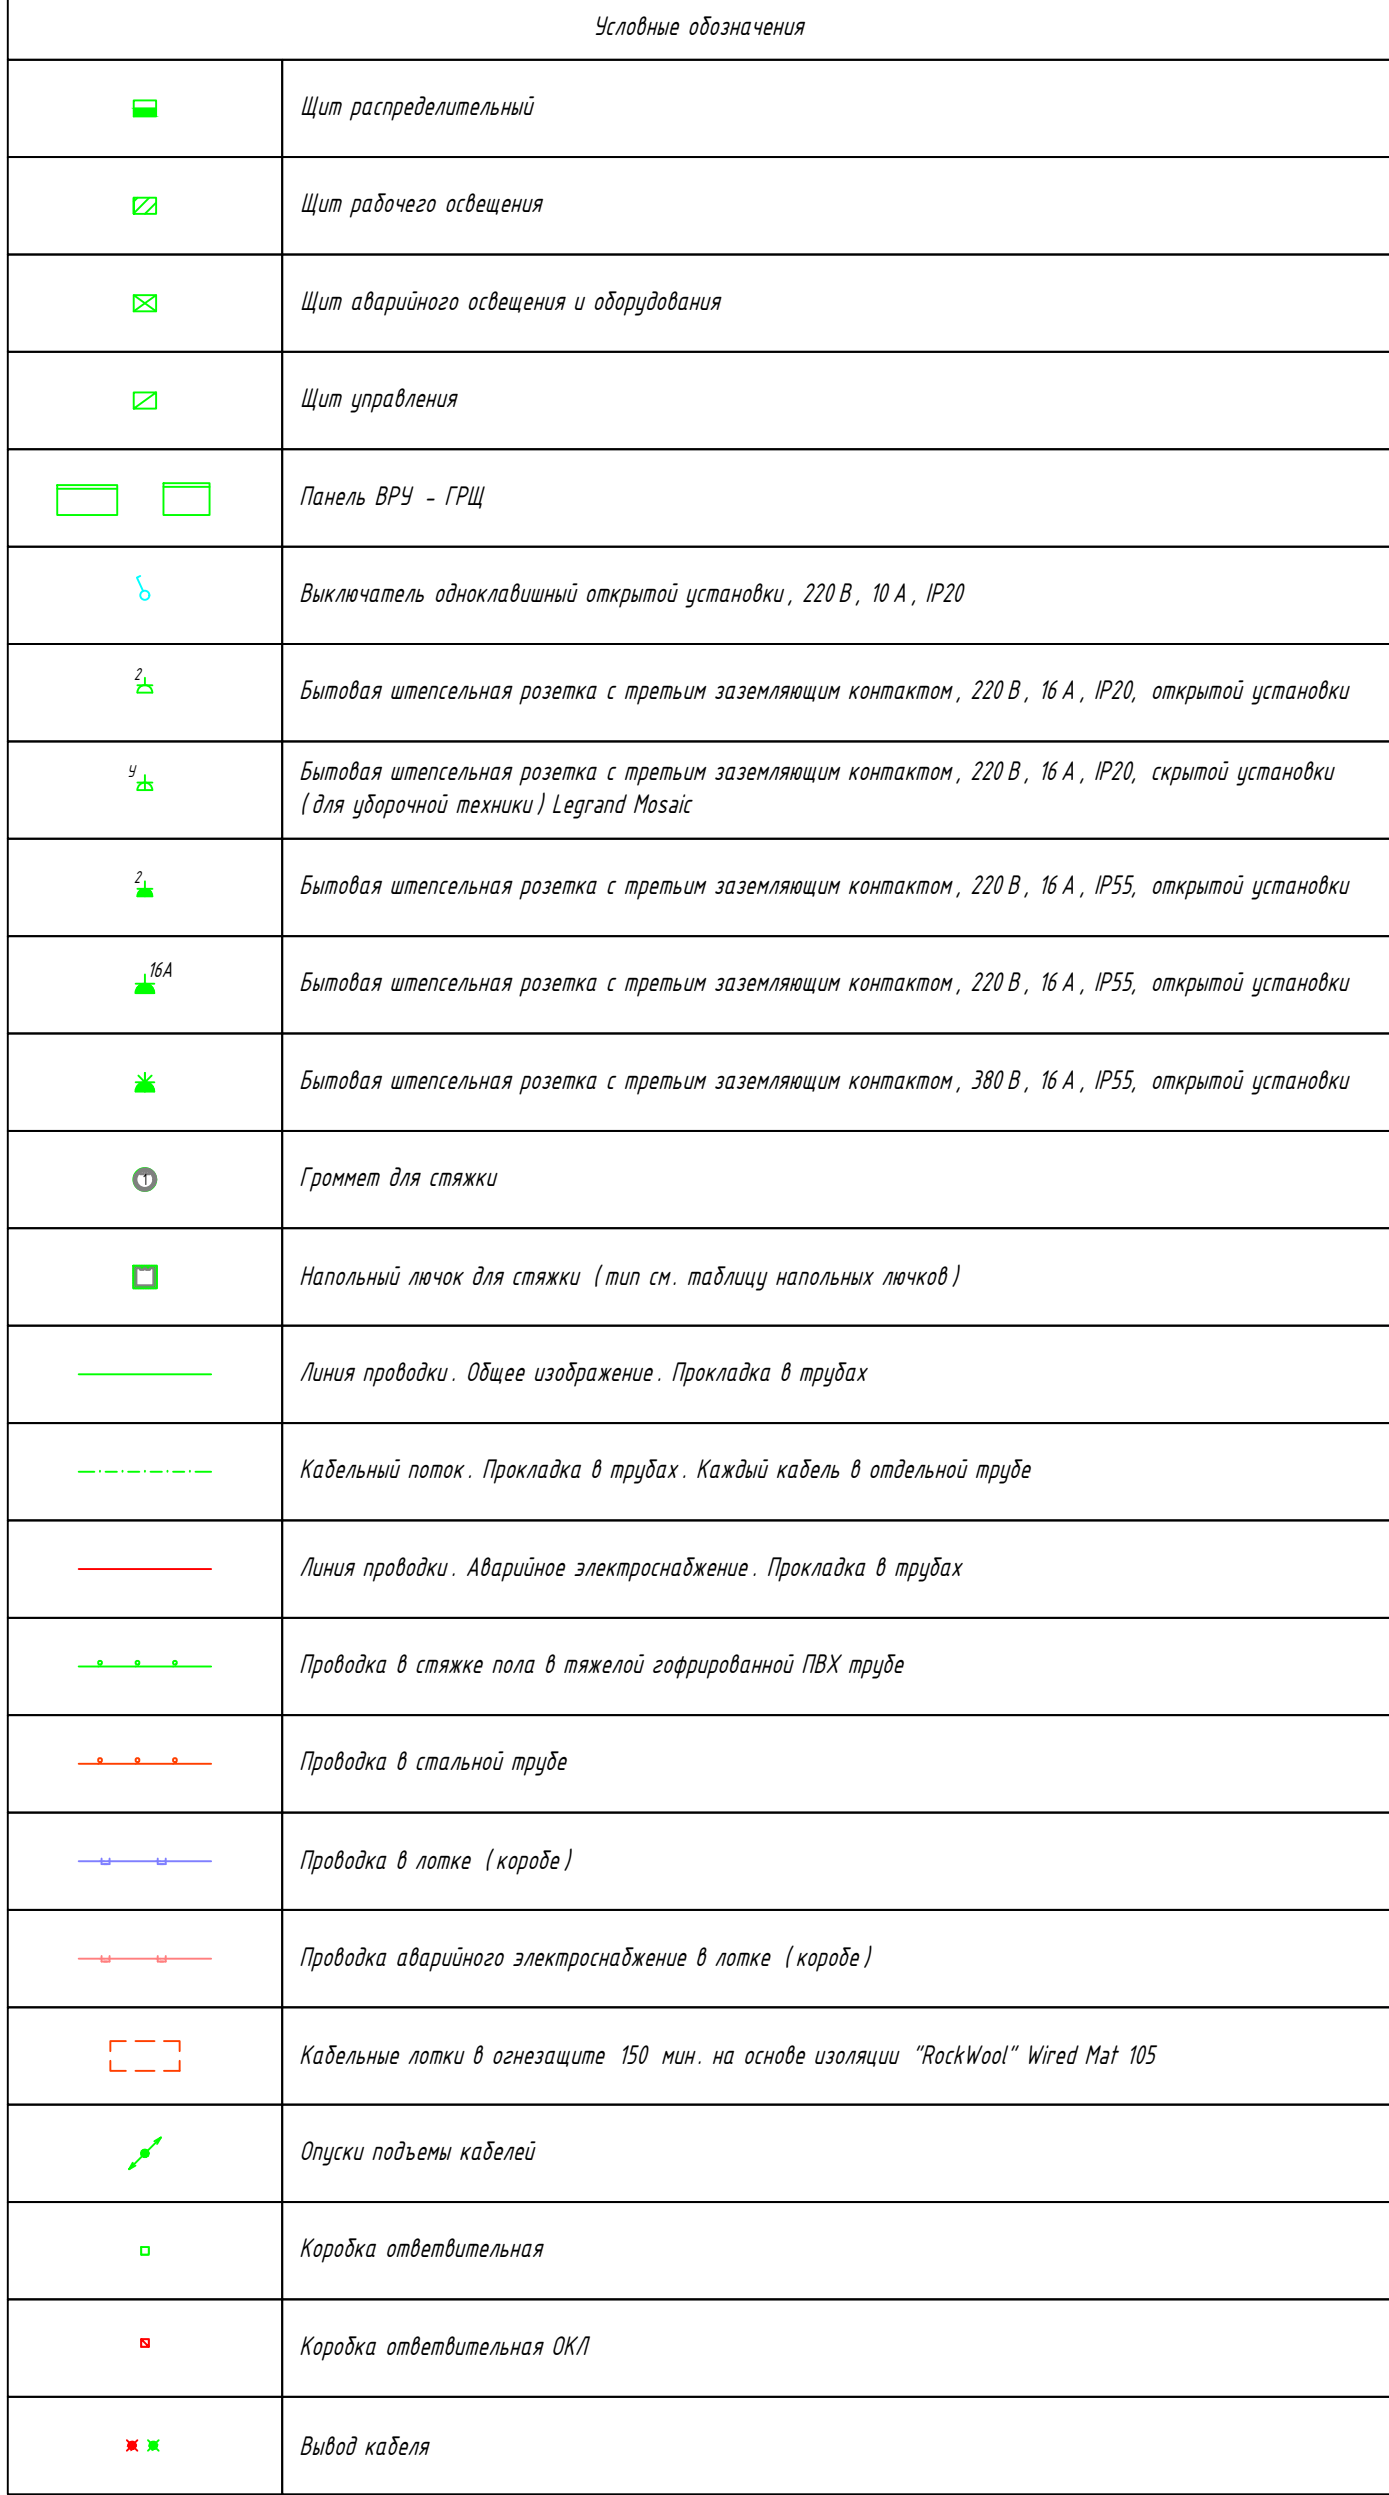 Условные обозначения
Щит распределительный
Щит рабочего освещения
Щит аварийного освещения и оборудования
Щит управления
Панель ВРУ - ГРЩ
Выключатель одноклавишный открытой установки, 220 В, 10 А, IP20
2
Бытовая штепсельная розетка с третьим заземляющим контактом, 220 В, 16 А, IP20, открытой установки
У
Бытовая штепсельная розетка с третьим заземляющим контактом, 220 В, 16 А, IP20, скрытой установки
(для уборочной техники) Legrand Mosaic
2
Бытовая штепсельная розетка с третьим заземляющим контактом, 220 В, 16 А, IP55, открытой установки
16А
Бытовая штепсельная розетка с третьим заземляющим контактом, 220 В, 16 А, IP55, открытой установки
Бытовая штепсельная розетка с третьим заземляющим контактом, 380 В, 16 А, IP55, открытой установки
1
Громмет для стяжки
Напольный лючок для стяжки (тип см. таблицу напольных лючков)
Линия проводки. Общее изображение. Прокладка в трубах
Кабельный поток. Прокладка в трубах. Каждый кабель в отдельной трубе
Линия проводки. Аварийное электроснабжение. Прокладка в трубах
Проводка в стяжке пола в тяжелой гофрированной ПВХ трубе
Проводка в стальной трубе
Проводка в лотке (коробе)
Проводка аварийного электроснабжение в лотке (коробе)
Кабельные лотки в огнезащите 150 мин. на основе изоляции "RockWool" Wired Mat 105
Опуски подъемы кабелей
Коробка ответвительная
Коробка ответвительная ОКЛ
Вывод кабеля